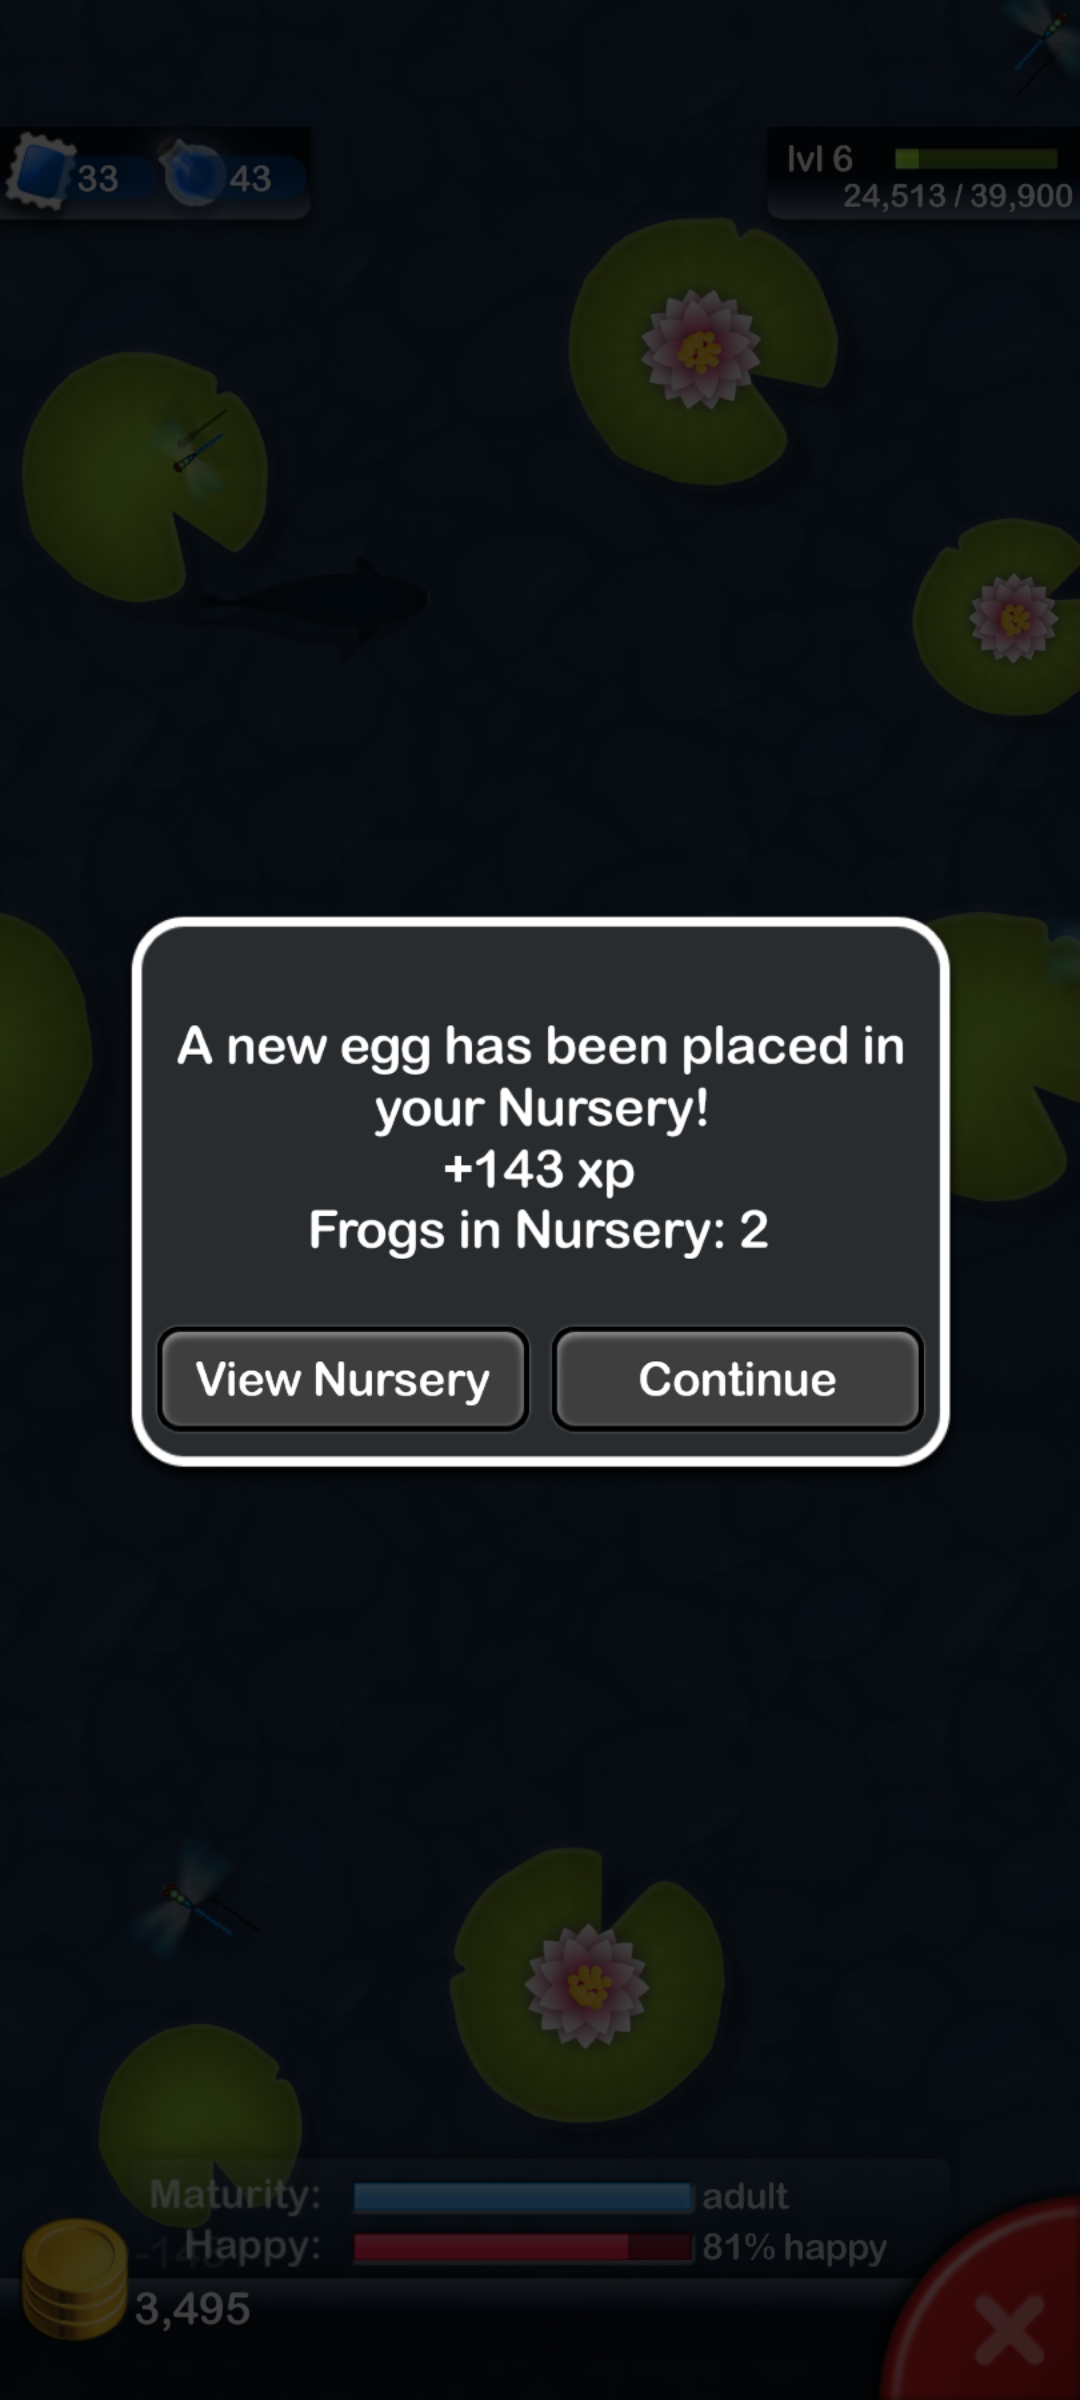 33
43
lvl 6
24,513 / 39,900
A new egg has been placed in
your Nursery!
+143 xp
Frogs in Nursery: 2
View Nursery
Continue
Maturity:
adult
Happy:
81% happy
3,495